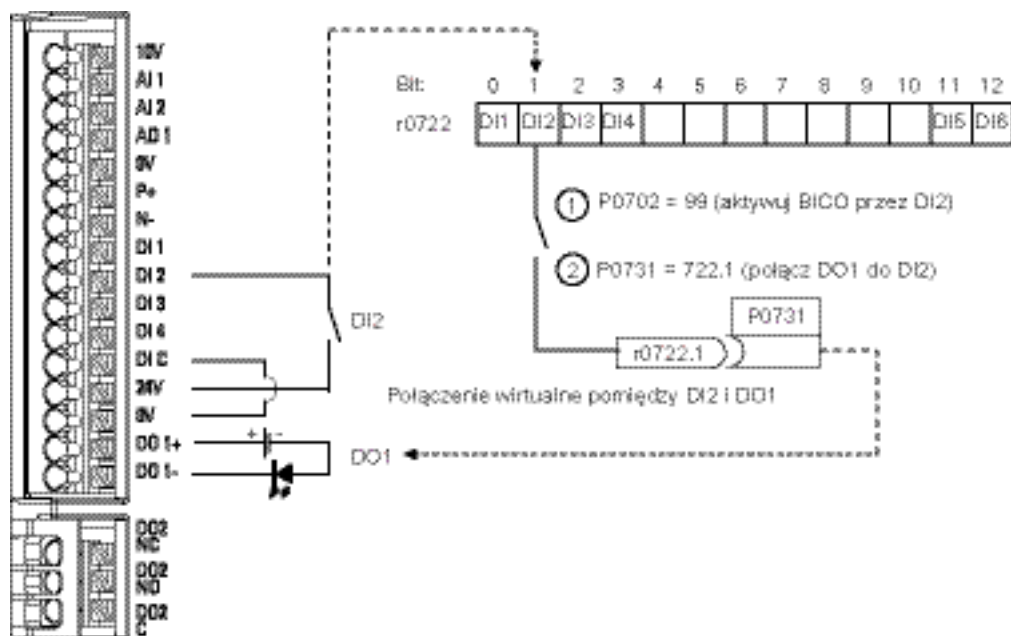 10V
AI 1
AI 2
AO 1
0V
P+
N-
DI 1
DI 2
DI 3
DI 4
DI C
24V
0V
DO 1+
DO 1-
DO2
NC
DO2
NO
DO2
C
Bit: 0 1 2 3 4 5 6 7 8 9 10 11 12
r0722 DI1 DI2 DI3 DI4 DI5 DI6
1 P0702 = 99 (aktywuj BICO przez DI2)
2 P0731 = 722.1 (połącz DO1 do DI2)
DI2
P0731
r0722.1
Połączenie wirtualne pomiędzy DI2 i DO1
+ -
DO1